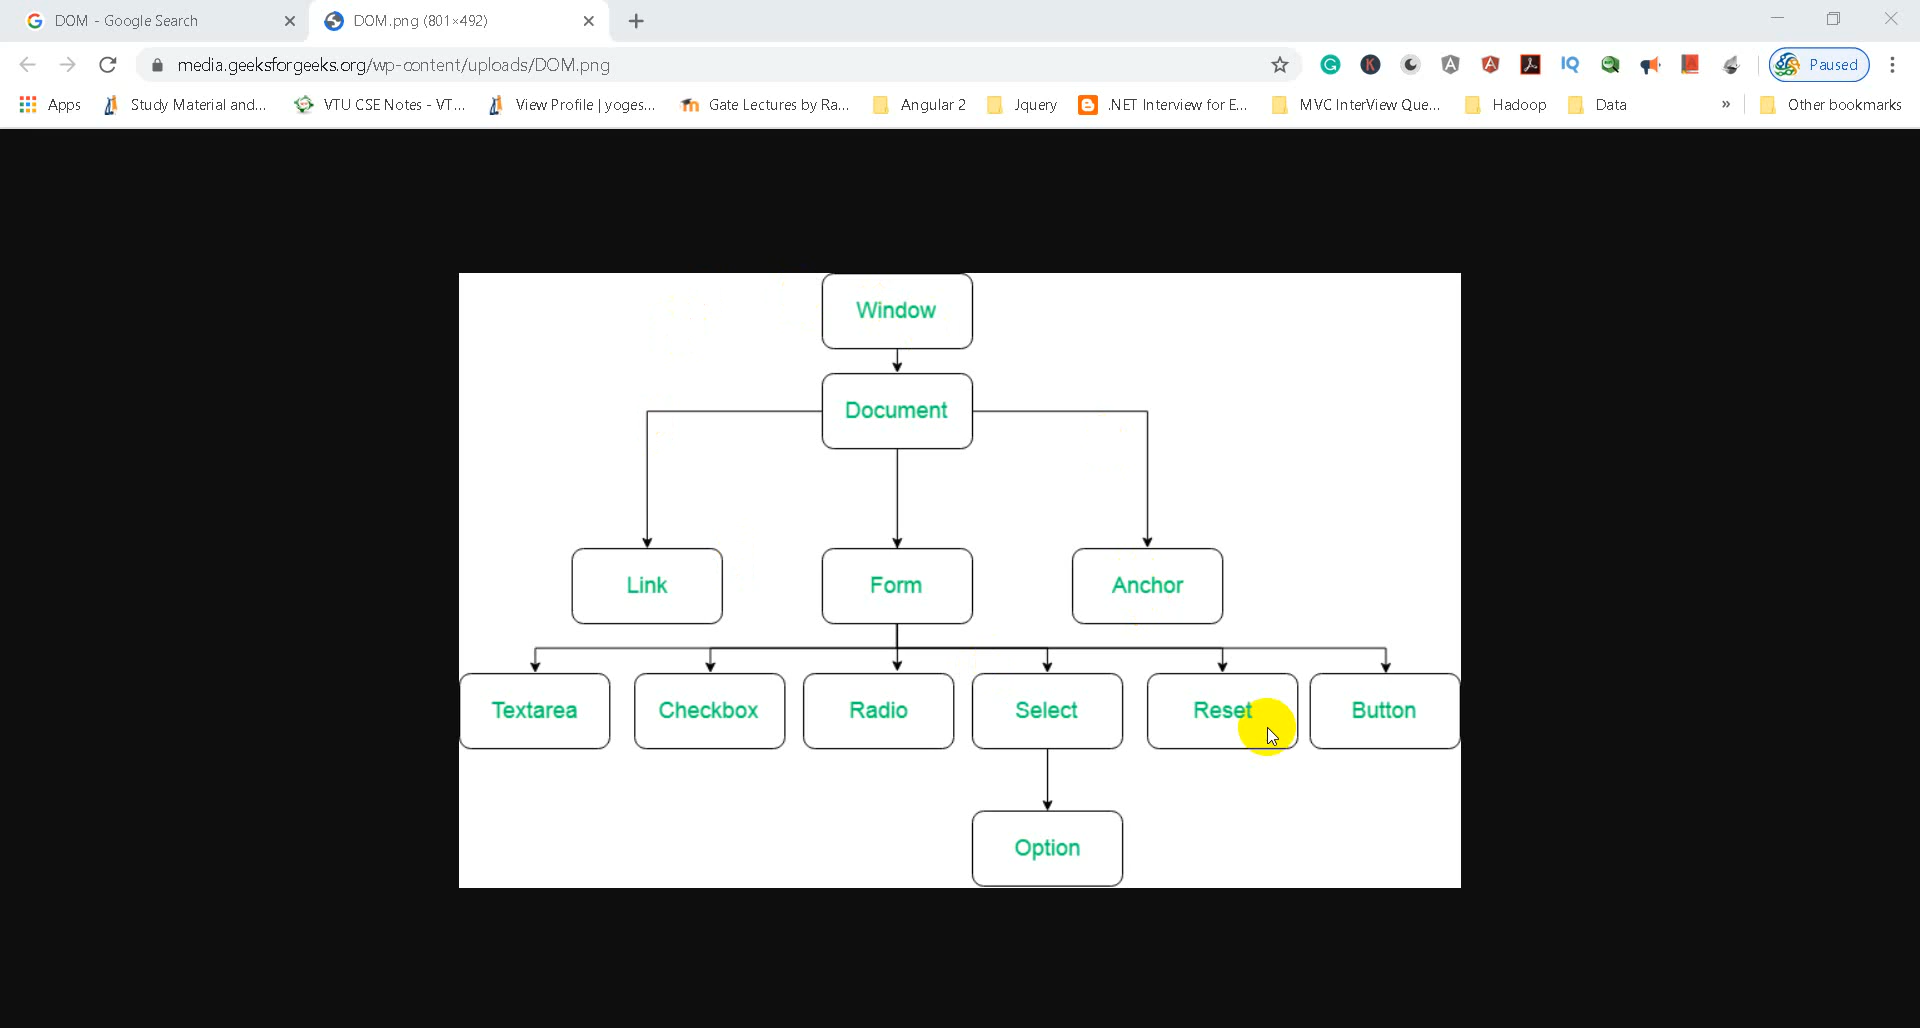 DOM - Google Search
DOM.png (801×492)
media.geeksforgeeks.org/wp-content/uploads/DOM.png
Paused
Apps
Study Material and...
VTU CSE Notes - VT...
View Profile | yoges...
Gate Lectures by Ra...
Angular 2
Jquery
.NET Interview for E...
MVC InterView Que...
Hadoop
Data
»
Other bookmarks
Window
Document
Link Form Anchor
Textarea Checkbox Radio Select Reset Button
Option